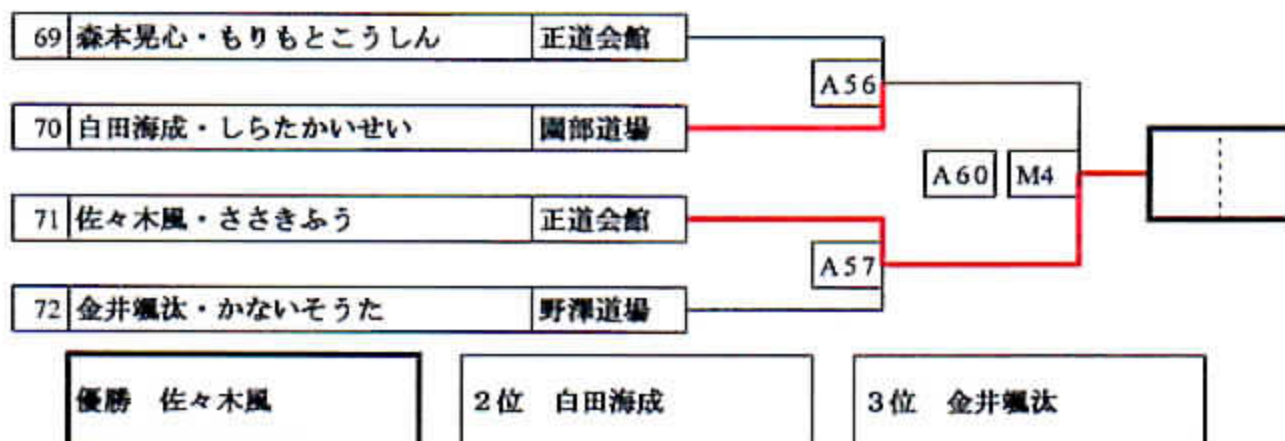 69 森本晃心・もりもとこうしん 正道会館
A56
70 白田海成・しらたかいせい 園部道場
A60 M4
71 佐々木風・ささきふう 正道会館
A57
72 金井颯汰・かないそうた 野澤道場
優勝 佐々木風
2位 白田海成
3位 金井颯汰